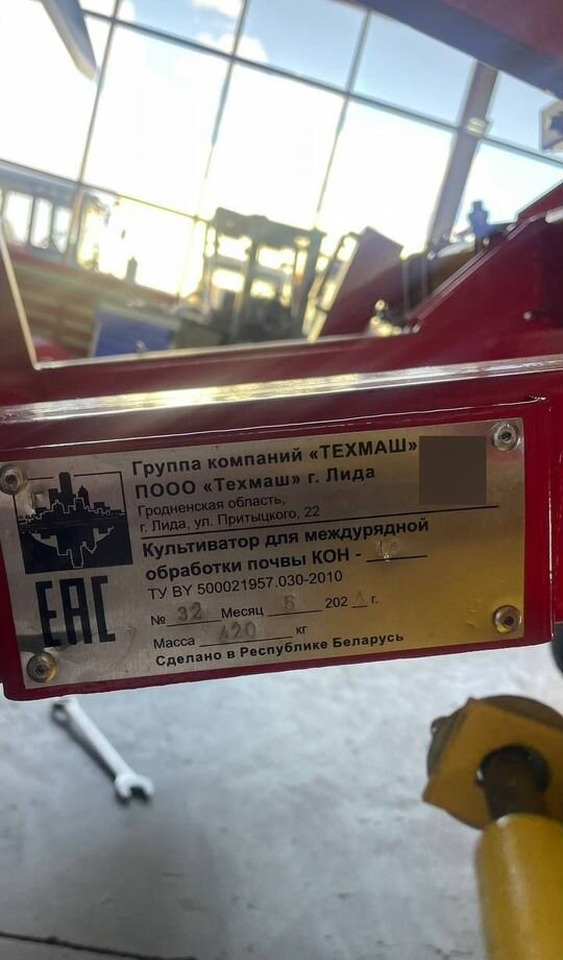 Группа компаний «ТЕХМАШ»
ПООО «Техмаш» г. Лида
Гродненская область,
г. Лида, ул. Притыцкого, 22
Культиватор для междурядной
обработки почвы КОН -
ТУ BY 500021957.030-2010
№ 32 Месяц 5 202 г.
Масса 420 кг
Сделано в Республике Беларусь
EAC